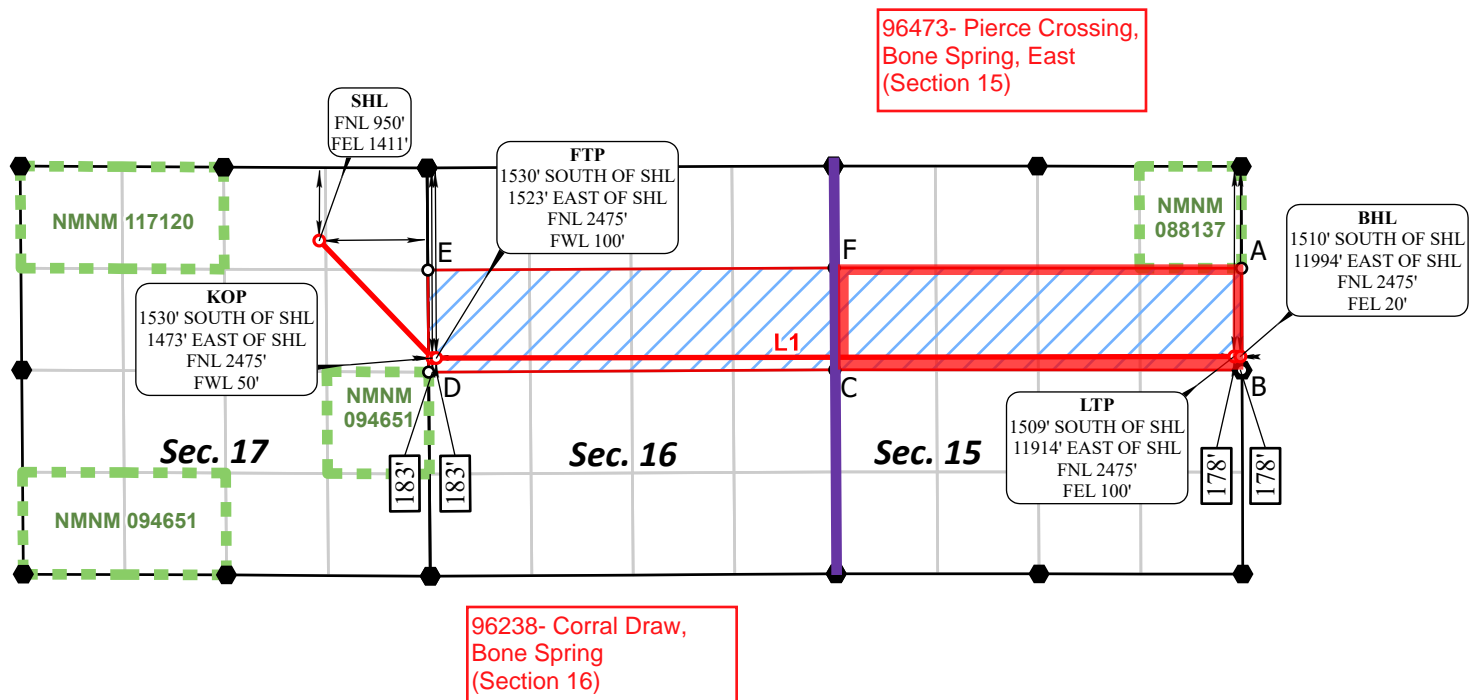 96473- Pierce Crossing,
Bone Spring, East
(Section 15)
SHL
FNL 950'
FEL 1411'
FTP
1530' SOUTH OF SHL
1523' EAST OF SHL
FNL 2475'
FWL 100'
NMNM 117120
NMNM
088137
BHL
1510' SOUTH OF SHL
11994' EAST OF SHL
FNL 2475'
FEL 20'
E
F
A
KOP
1530' SOUTH OF SHL
1473' EAST OF SHL
FNL 2475'
FWL 50'
L1
D
C
B
NMNM
094651
LTP
1509' SOUTH OF SHL
11914' EAST OF SHL
FNL 2475'
FEL 100'
Sec. 17
Sec. 16
Sec. 15
183'
183'
178'
178'
NMNM 094651
96238- Corral Draw,
Bone Spring
(Section 16)